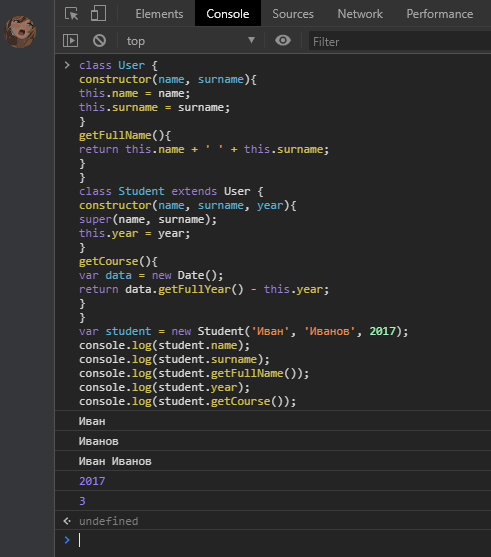 Elements Console Sources Network Performance
top Filter
class User {
constructor(name, surname){
this.name = name;
this.surname = surname;
}
getFullName(){
return this.name + ' ' + this.surname;
}
}
class Student extends User {
constructor(name, surname, year){
super(name, surname);
this.year = year;
}
getCourse(){
var data = new Date();
return data.getFullYear() - this.year;
}
}
var student = new Student('Иван', 'Иванов', 2017);
console.log(student.name);
console.log(student.surname);
console.log(student.getFullName());
console.log(student.year);
console.log(student.getCourse());
Иван
Иванов
Иван Иванов
2017
3
undefined